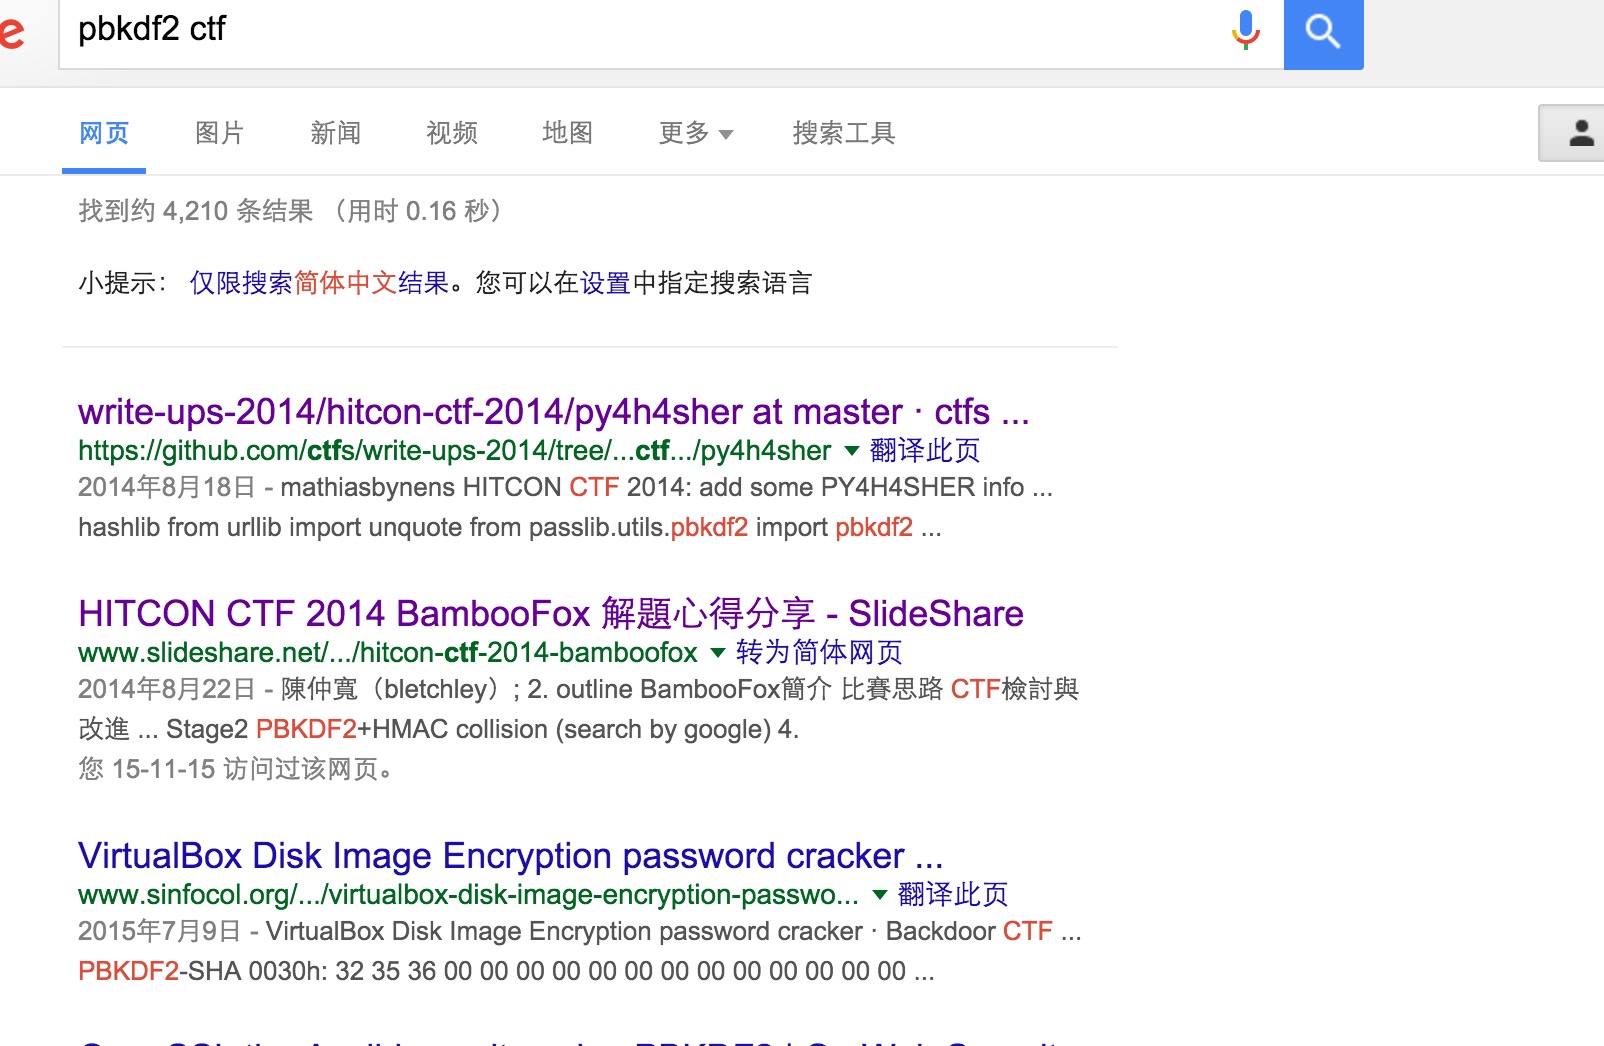 e
pbkdf2 ctf
网页 图片 新闻 视频 地图 更多 搜索工具
找到约 4,210 条结果 （用时 0.16 秒）
小提示： 仅限搜索简体中文结果。您可以在设置中指定搜索语言
write-ups-2014/hitcon-ctf-2014/py4h4sher at master · ctfs ...
https://github.com/ctfs/write-ups-2014/tree/...ctf.../py4h4sher 翻译此页
2014年8月18日 - mathiasbynens HITCON CTF 2014: add some PY4H4SHER info ...
hashlib from urllib import unquote from passlib.utils.pbkdf2 import pbkdf2 ...
HITCON CTF 2014 BambooFox 解題心得分享 - SlideShare
www.slideshare.net/.../hitcon-ctf-2014-bamboofox 转为简体网页
2014年8月22日 - 陳仲寬（bletchley）; 2. outline BambooFox簡介 比賽思路 CTF檢討與
改進 ... Stage2 PBKDF2+HMAC collision (search by google) 4.
您 15-11-15 访问过该网页。
VirtualBox Disk Image Encryption password cracker ...
www.sinfocol.org/.../virtualbox-disk-image-encryption-passwo... 翻译此页
2015年7月9日 - VirtualBox Disk Image Encryption password cracker · Backdoor CTF ...
PBKDF2-SHA 0030h: 32 35 36 00 00 00 00 00 00 00 00 00 00 00 00 00 ...